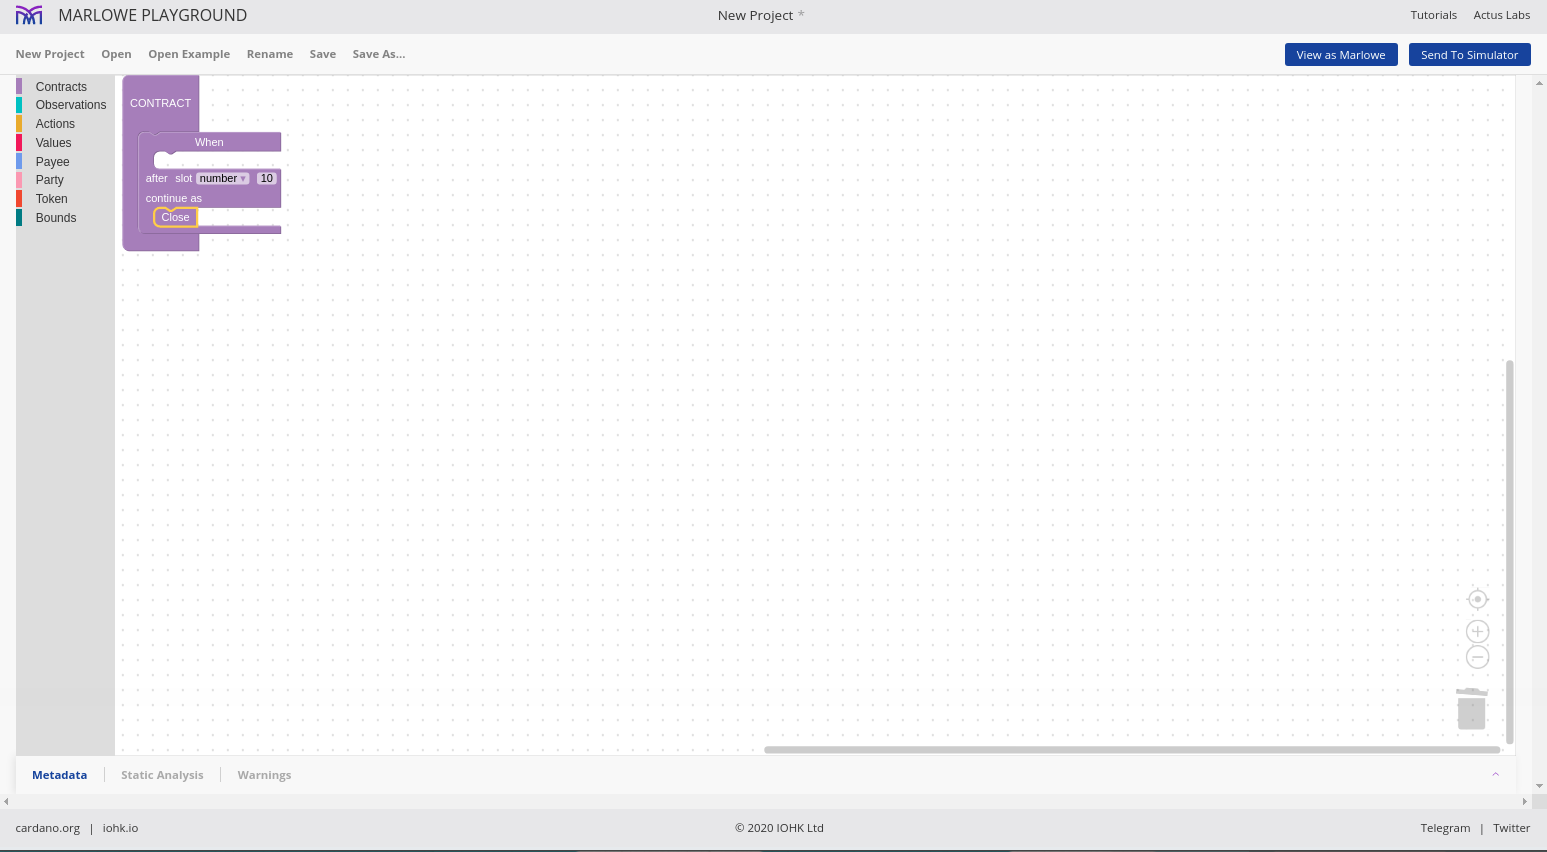 MARLOWE PLAYGROUND
New Project *
Tutorials Actus Labs
New Project Open Open Example Rename Save Save As...
View as Marlowe Send To Simulator
Contracts
Observations
Actions
Values
Payee
Party
Token
Bounds
CONTRACT
When
after slot number 10
continue as
Close
Metadata Static Analysis Warnings
cardano.org | iohk.io
© 2020 IOHK Ltd
Telegram | Twitter